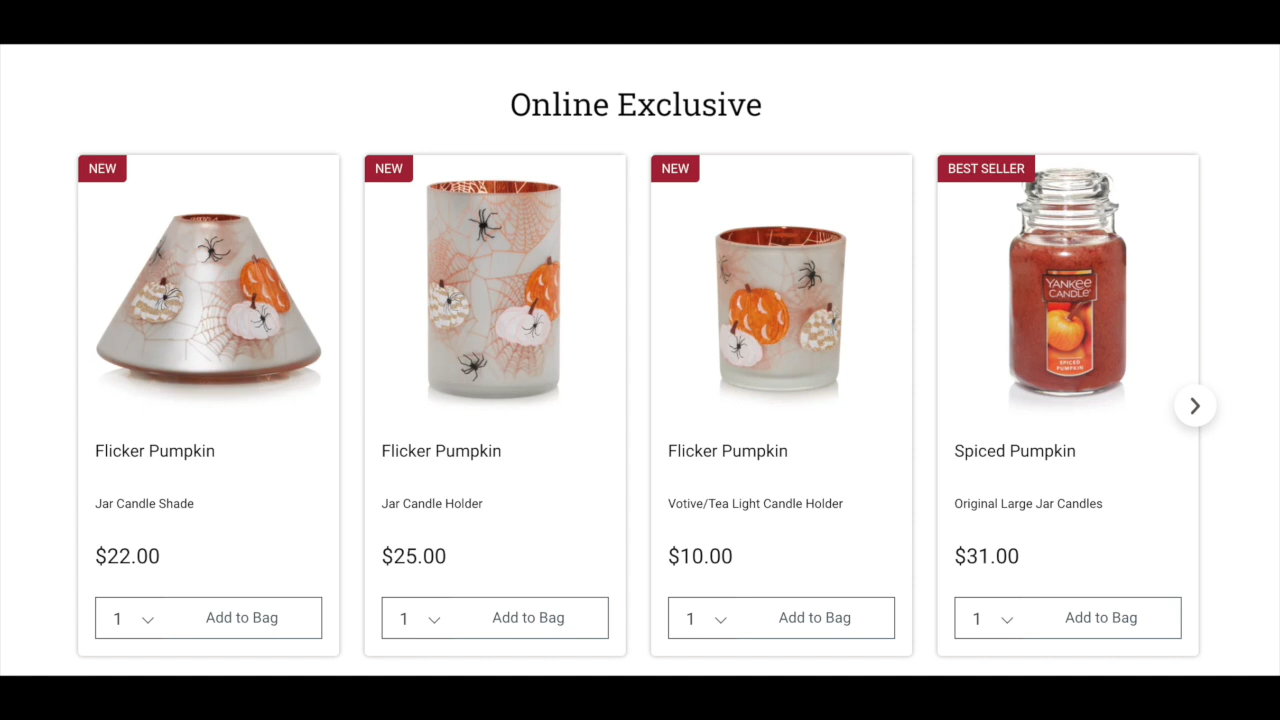 Online Exclusive
NEW
NEW
NEW
BEST SELLER
YANKEE
CANDLE
SPICED
PUMPKIN
Flicker Pumpkin
Flicker Pumpkin
Flicker Pumpkin
Spiced Pumpkin
Jar Candle Shade
Jar Candle Holder
Votive/Tea Light Candle Holder
Original Large Jar Candles
$22.00
$25.00
$10.00
$31.00
1 Add to Bag
1 Add to Bag
1 Add to Bag
1 Add to Bag